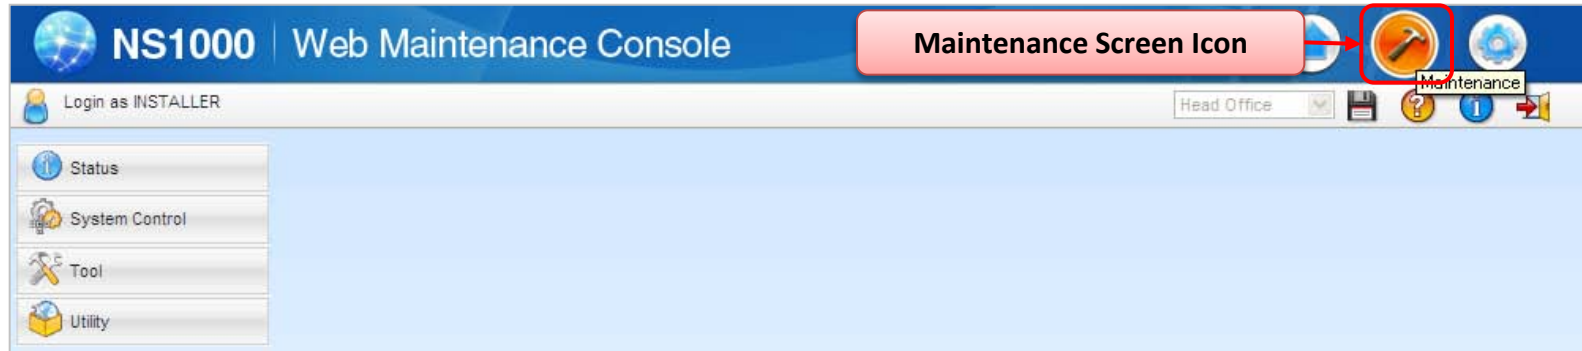 NS1000 Web Maintenance Console
Maintenance Screen Icon
Maintenance
Login as INSTALLER
Head Office
Status
System Control
Tool
Utility